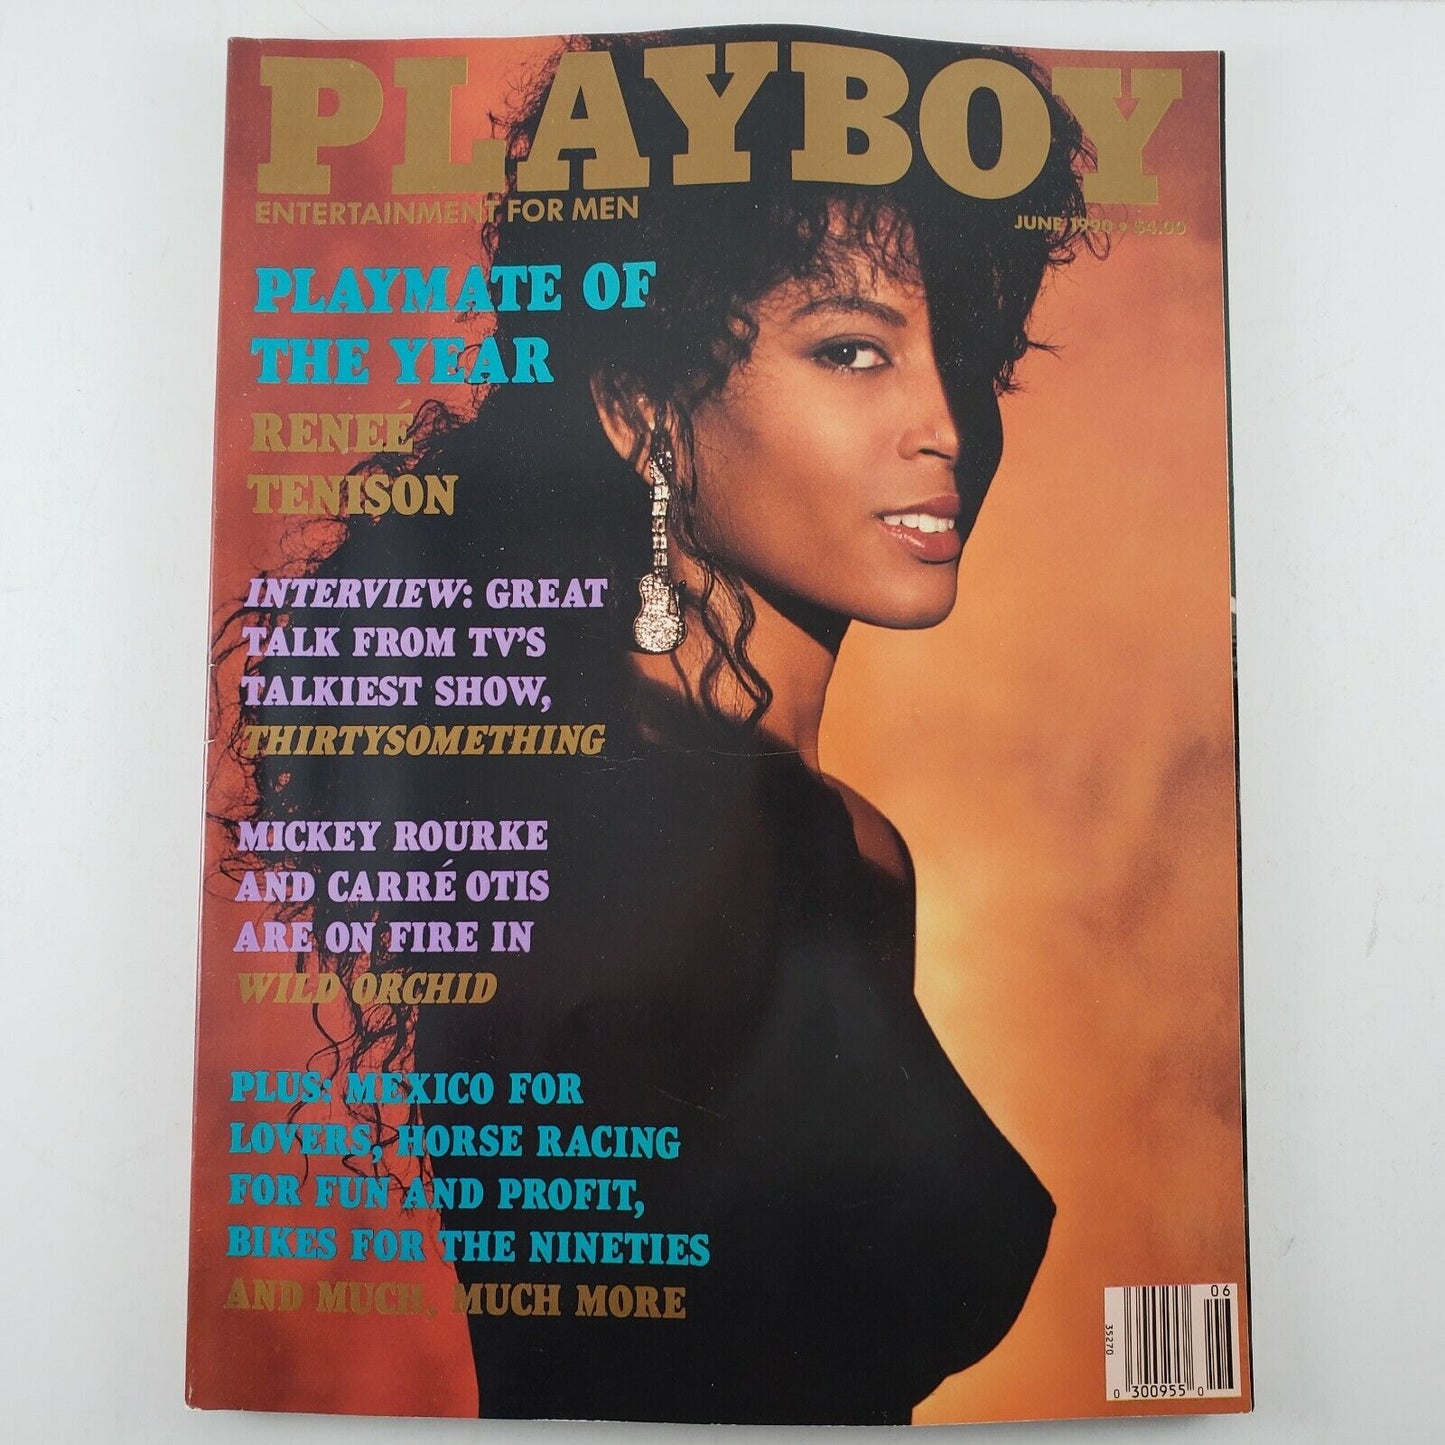 PLAYBOY
ENTERTAINMENT FOR MEN
JUNE 1990 • $4.00
PLAYMATE OF
THE YEAR
RENEÉ
TENISON
INTERVIEW: GREAT
TALK FROM TV'S
TALKIEST SHOW,
THIRTYSOMETHING
MICKEY ROURKE
AND CARRÉ OTIS
ARE ON FIRE IN
WILD ORCHID
PLUS: MEXICO FOR
LOVERS, HORSE RACING
FOR FUN AND PROFIT,
BIKES FOR THE NINETIES
AND MUCH, MUCH MORE
06
35270
0 300955 0